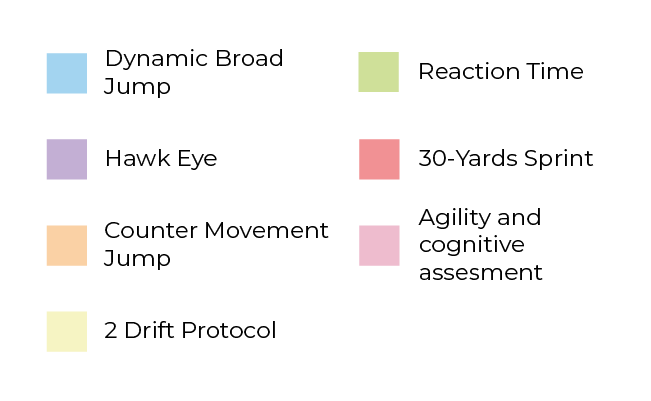 Dynamic Broad
Jump
Hawk Eye
Counter Movement
Jump
2 Drift Protocol
Reaction Time
30-Yards Sprint
Agility and
cognitive
assesment